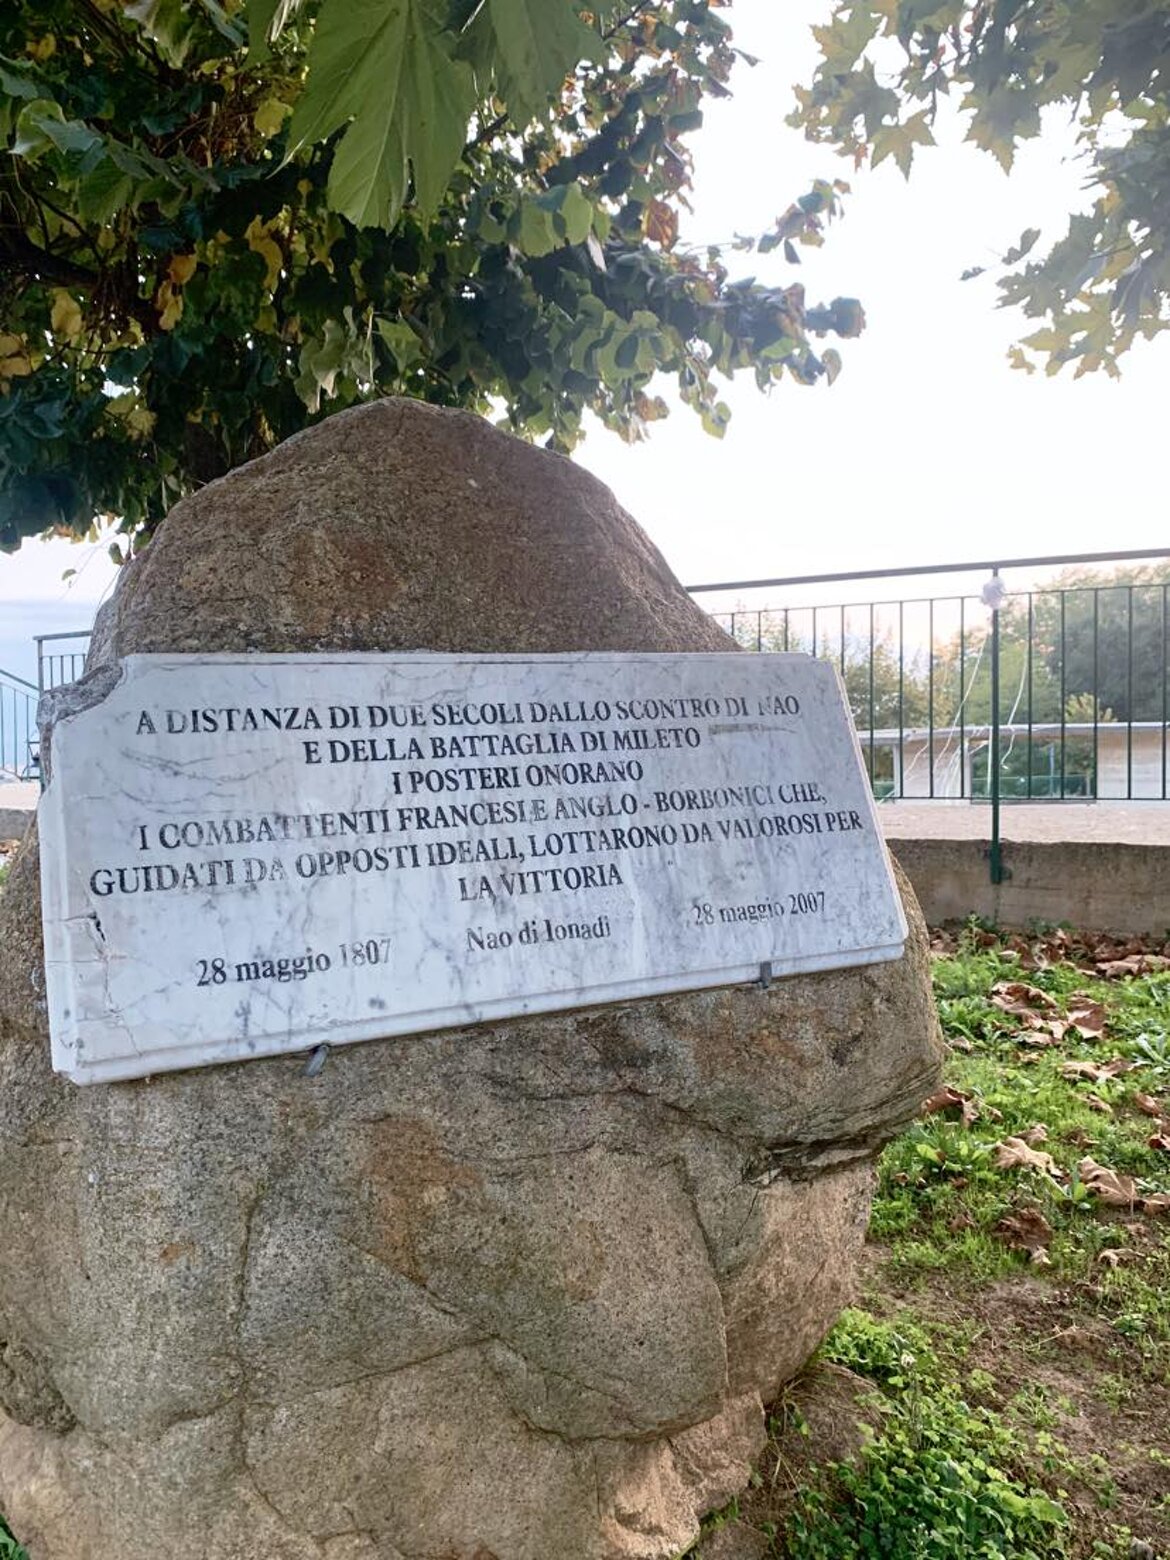 A DISTANZA DI DUE SECOLI DALLO SCONTRO DI NAO
E DELLA BATTAGLIA DI MILETO
I POSTERI ONORANO
I COMBATTENTI FRANCESI E ANGLO - BORBONICI CHE,
GUIDATI DA OPPOSTI IDEALI, LOTTARONO DA VALOROSI PER
LA VITTORIA
28 maggio 1807 Nao di Ionadi 28 maggio 2007